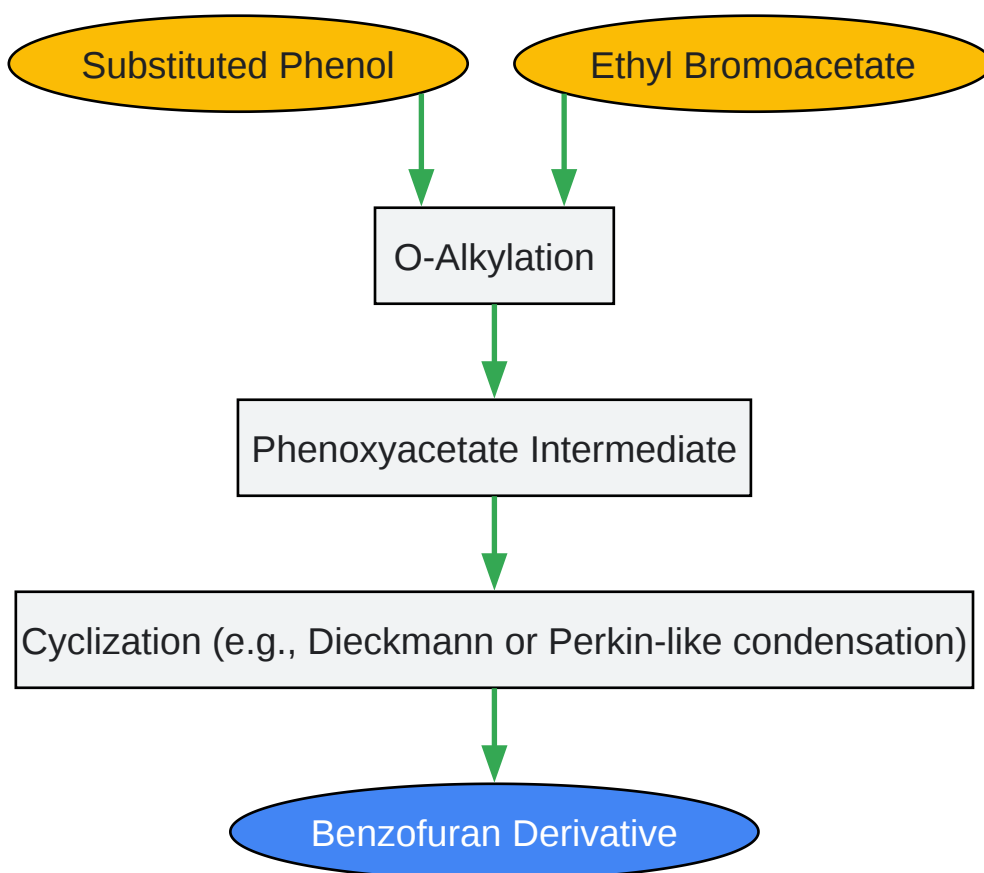 Substituted Phenol
Ethyl Bromoacetate
O-Alkylation
Phenoxyacetate Intermediate
Cyclization (e.g., Dieckmann or Perkin-like condensation)
Benzofuran Derivative